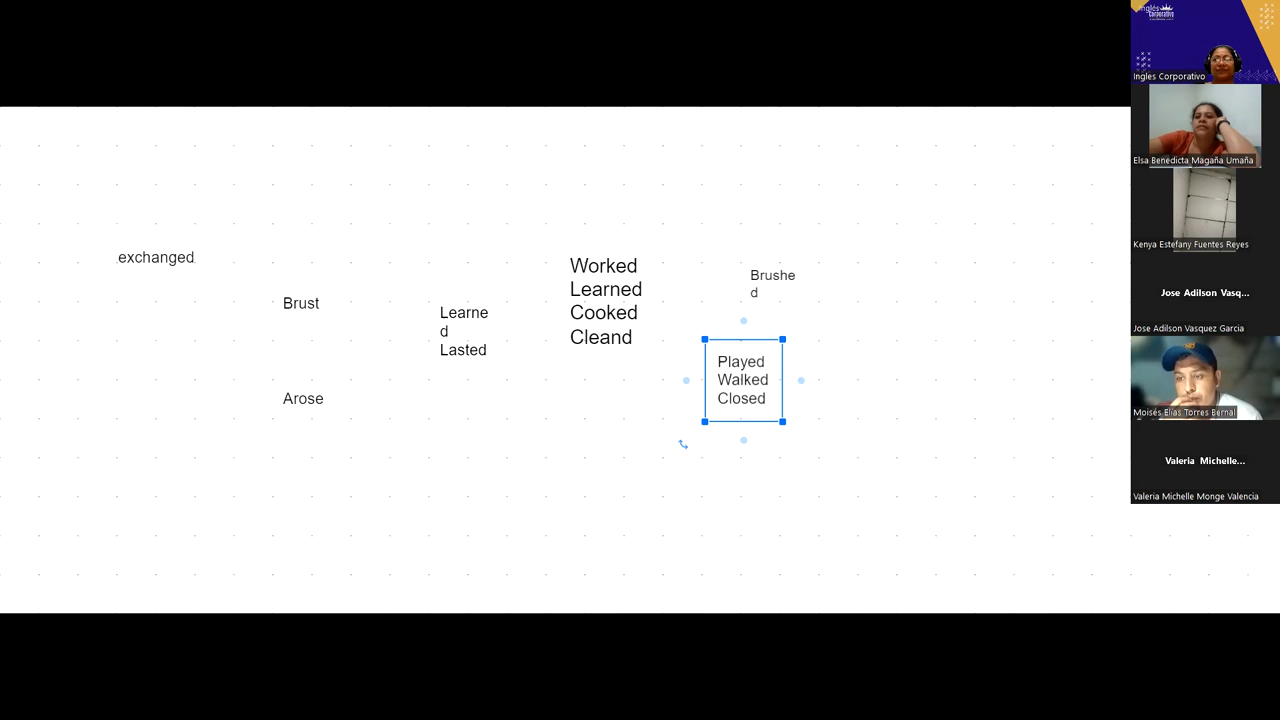 exchanged
Brust
Arose
Learne
d
Lasted
Worked
Learned
Cooked
Cleand
Brushe
d
Played
Walked
Closed
Inglés
Corporativo
Ingles Corporativo
Elsa Benedicta Magaña Umaña
Kenya Estefany Fuentes Reyes
Jose Adilson Vasq...
Jose Adilson Vasquez Garcia
Moisés Elías Torres Bernal
Valeria Michelle...
Valeria Michelle Monge Valencia